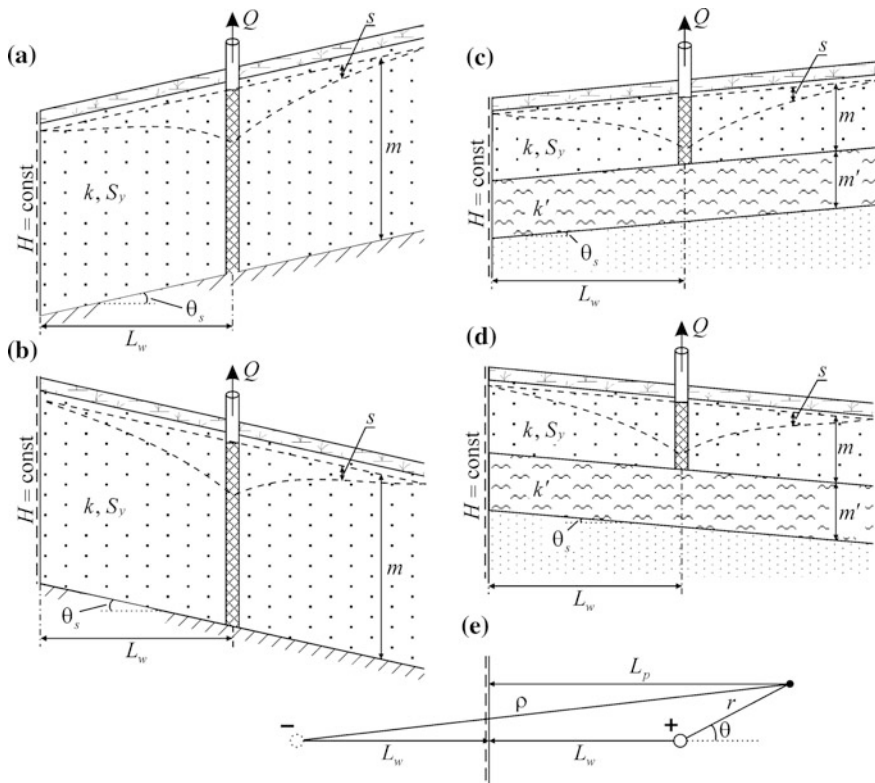 (a)
Q
s
m
k, S_y
H = const
θ_s
L_w
(b)
Q
s
m
k, S_y
H = const
θ_s
L_w
(c)
Q
s
m
m'
k, S_y
k'
H = const
θ_s
L_w
(d)
Q
s
m
m'
k, S_y
k'
H = const
θ_s
L_w
(e)
L_p
ρ
r
θ
−
+
L_w
L_w